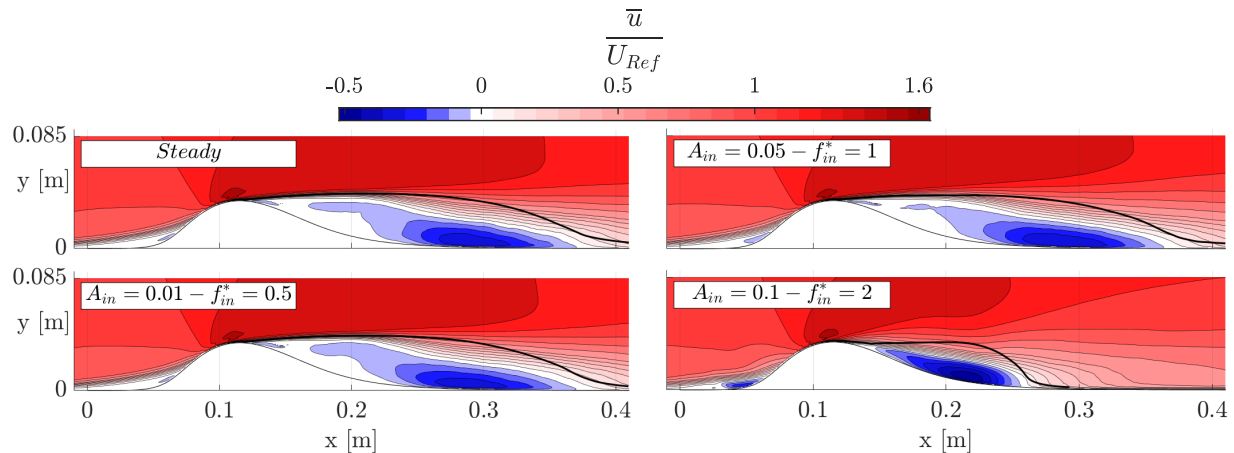 u̅
U_Ref
-0.5 0 0.5 1 1.6
0.085
y [m]
0
Steady
A_in = 0.05 − f*_in = 1
0.085
y [m]
0
A_in = 0.01 − f*_in = 0.5
A_in = 0.1 − f*_in = 2
0 0.1 0.2 0.3 0.4
x [m]
0 0.1 0.2 0.3 0.4
x [m]